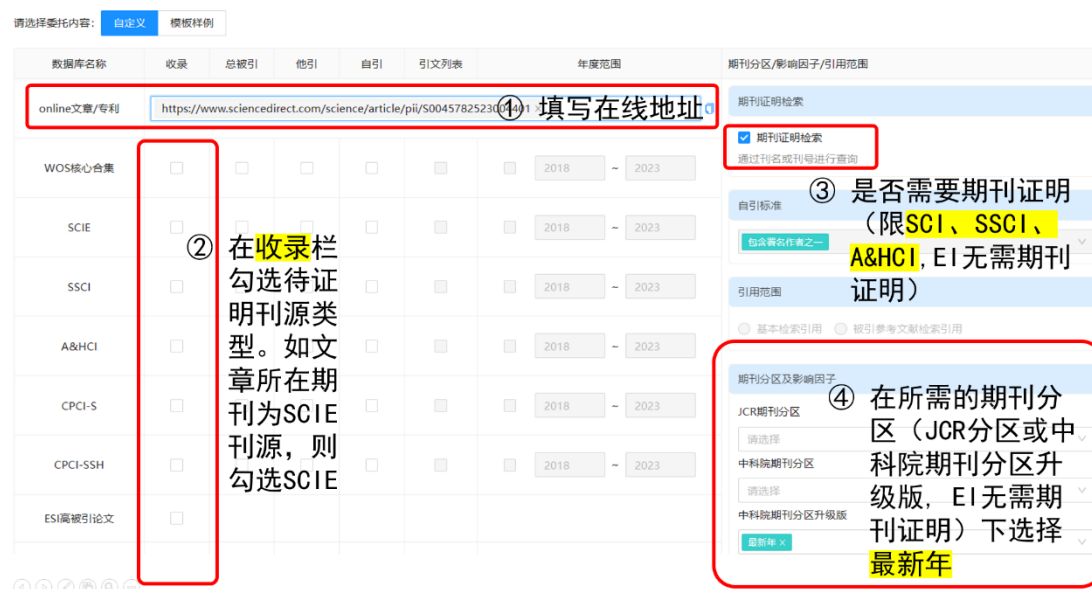 请选择委托内容： 自定义 模板样例
数据库名称 收录 总被引 他引 自引 引文列表 年度范围 期刊分区/影响因子/引用范围
online文章/专利 https://www.sciencedirect.com/science/article/pii/S0045782523004401 ×
① 填写在线地址
期刊证明检索
期刊证明检索
通过刊名或刊号进行查询
WOS核心合集 2018 ~ 2023
③ 是否需要期刊证明
（限SCI、SSCI、
A&HCI,EI无需期刊
证明）
自引标准
包含署名作者之一
SCIE 2018 ~ 2023
② 在收录栏
勾选待证
明刊源类
型。如文
章所在期
刊为SCIE
刊源，则
勾选SCIE
SSCI 2018 ~ 2023
引用范围
基本检索引用 被引参考文献检索引用
A&HCI 2018 ~ 2023
期刊分区及影响因子
④ 在所需的期刊分
区（JCR分区或中
科院期刊分区升
级版，EI无需期
刊证明）下选择
最新年
CPCI-S 2018 ~ 2023
JCR期刊分区
请选择
中科院期刊分区
CPCI-SSH 2018 ~ 2023
请选择
中科院期刊分区升级版
ESI高被引论文
最新年 ×